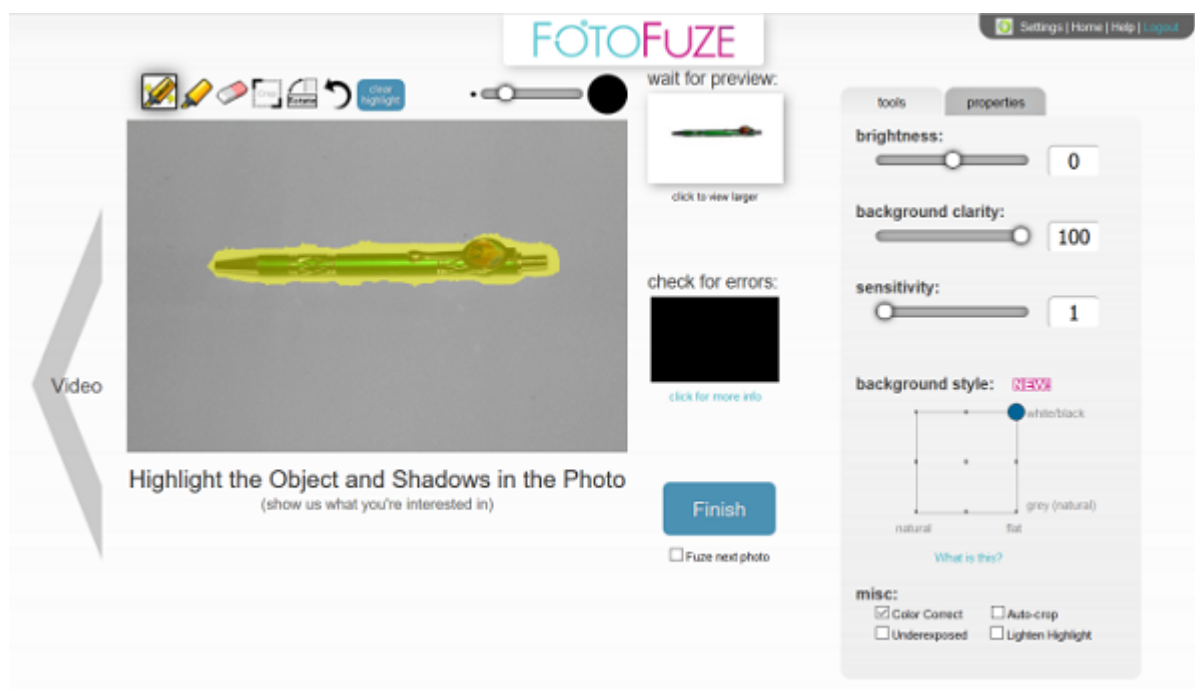 FOTOFUZE
Settings | Home | Help | Logout
Crop
Rotate
clear
highlight
wait for preview:
click to view larger
check for errors:
click for more info
Video
Highlight the Object and Shadows in the Photo
(show us what you're interested in)
Finish
Fuze next photo
tools
properties
brightness:
0
background clarity:
100
sensitivity:
1
background style: NEW!
white/black
grey (natural)
natural
flat
What is this?
misc:
Color Correct
Auto-crop
Underexposed
Lighten Highlight